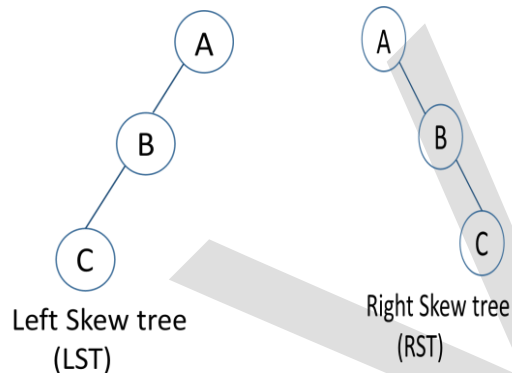 A
B
C
Left Skew tree
(LST)
A
B
C
Right Skew tree
(RST)